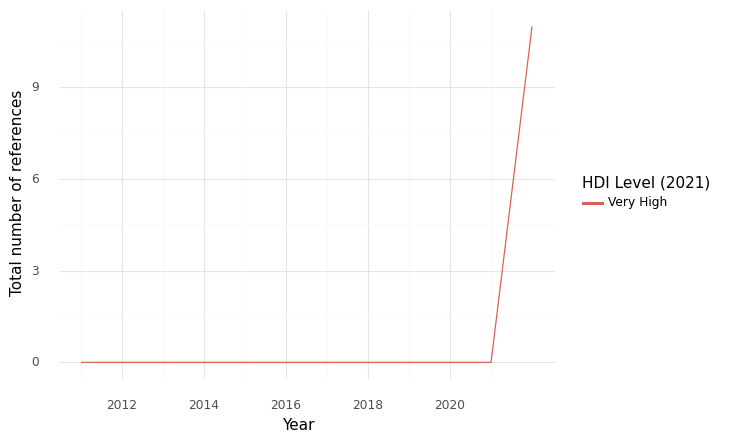 Total number of references
9
6
3
0
2012 2014 2016 2018 2020
Year
HDI Level (2021)
Very High